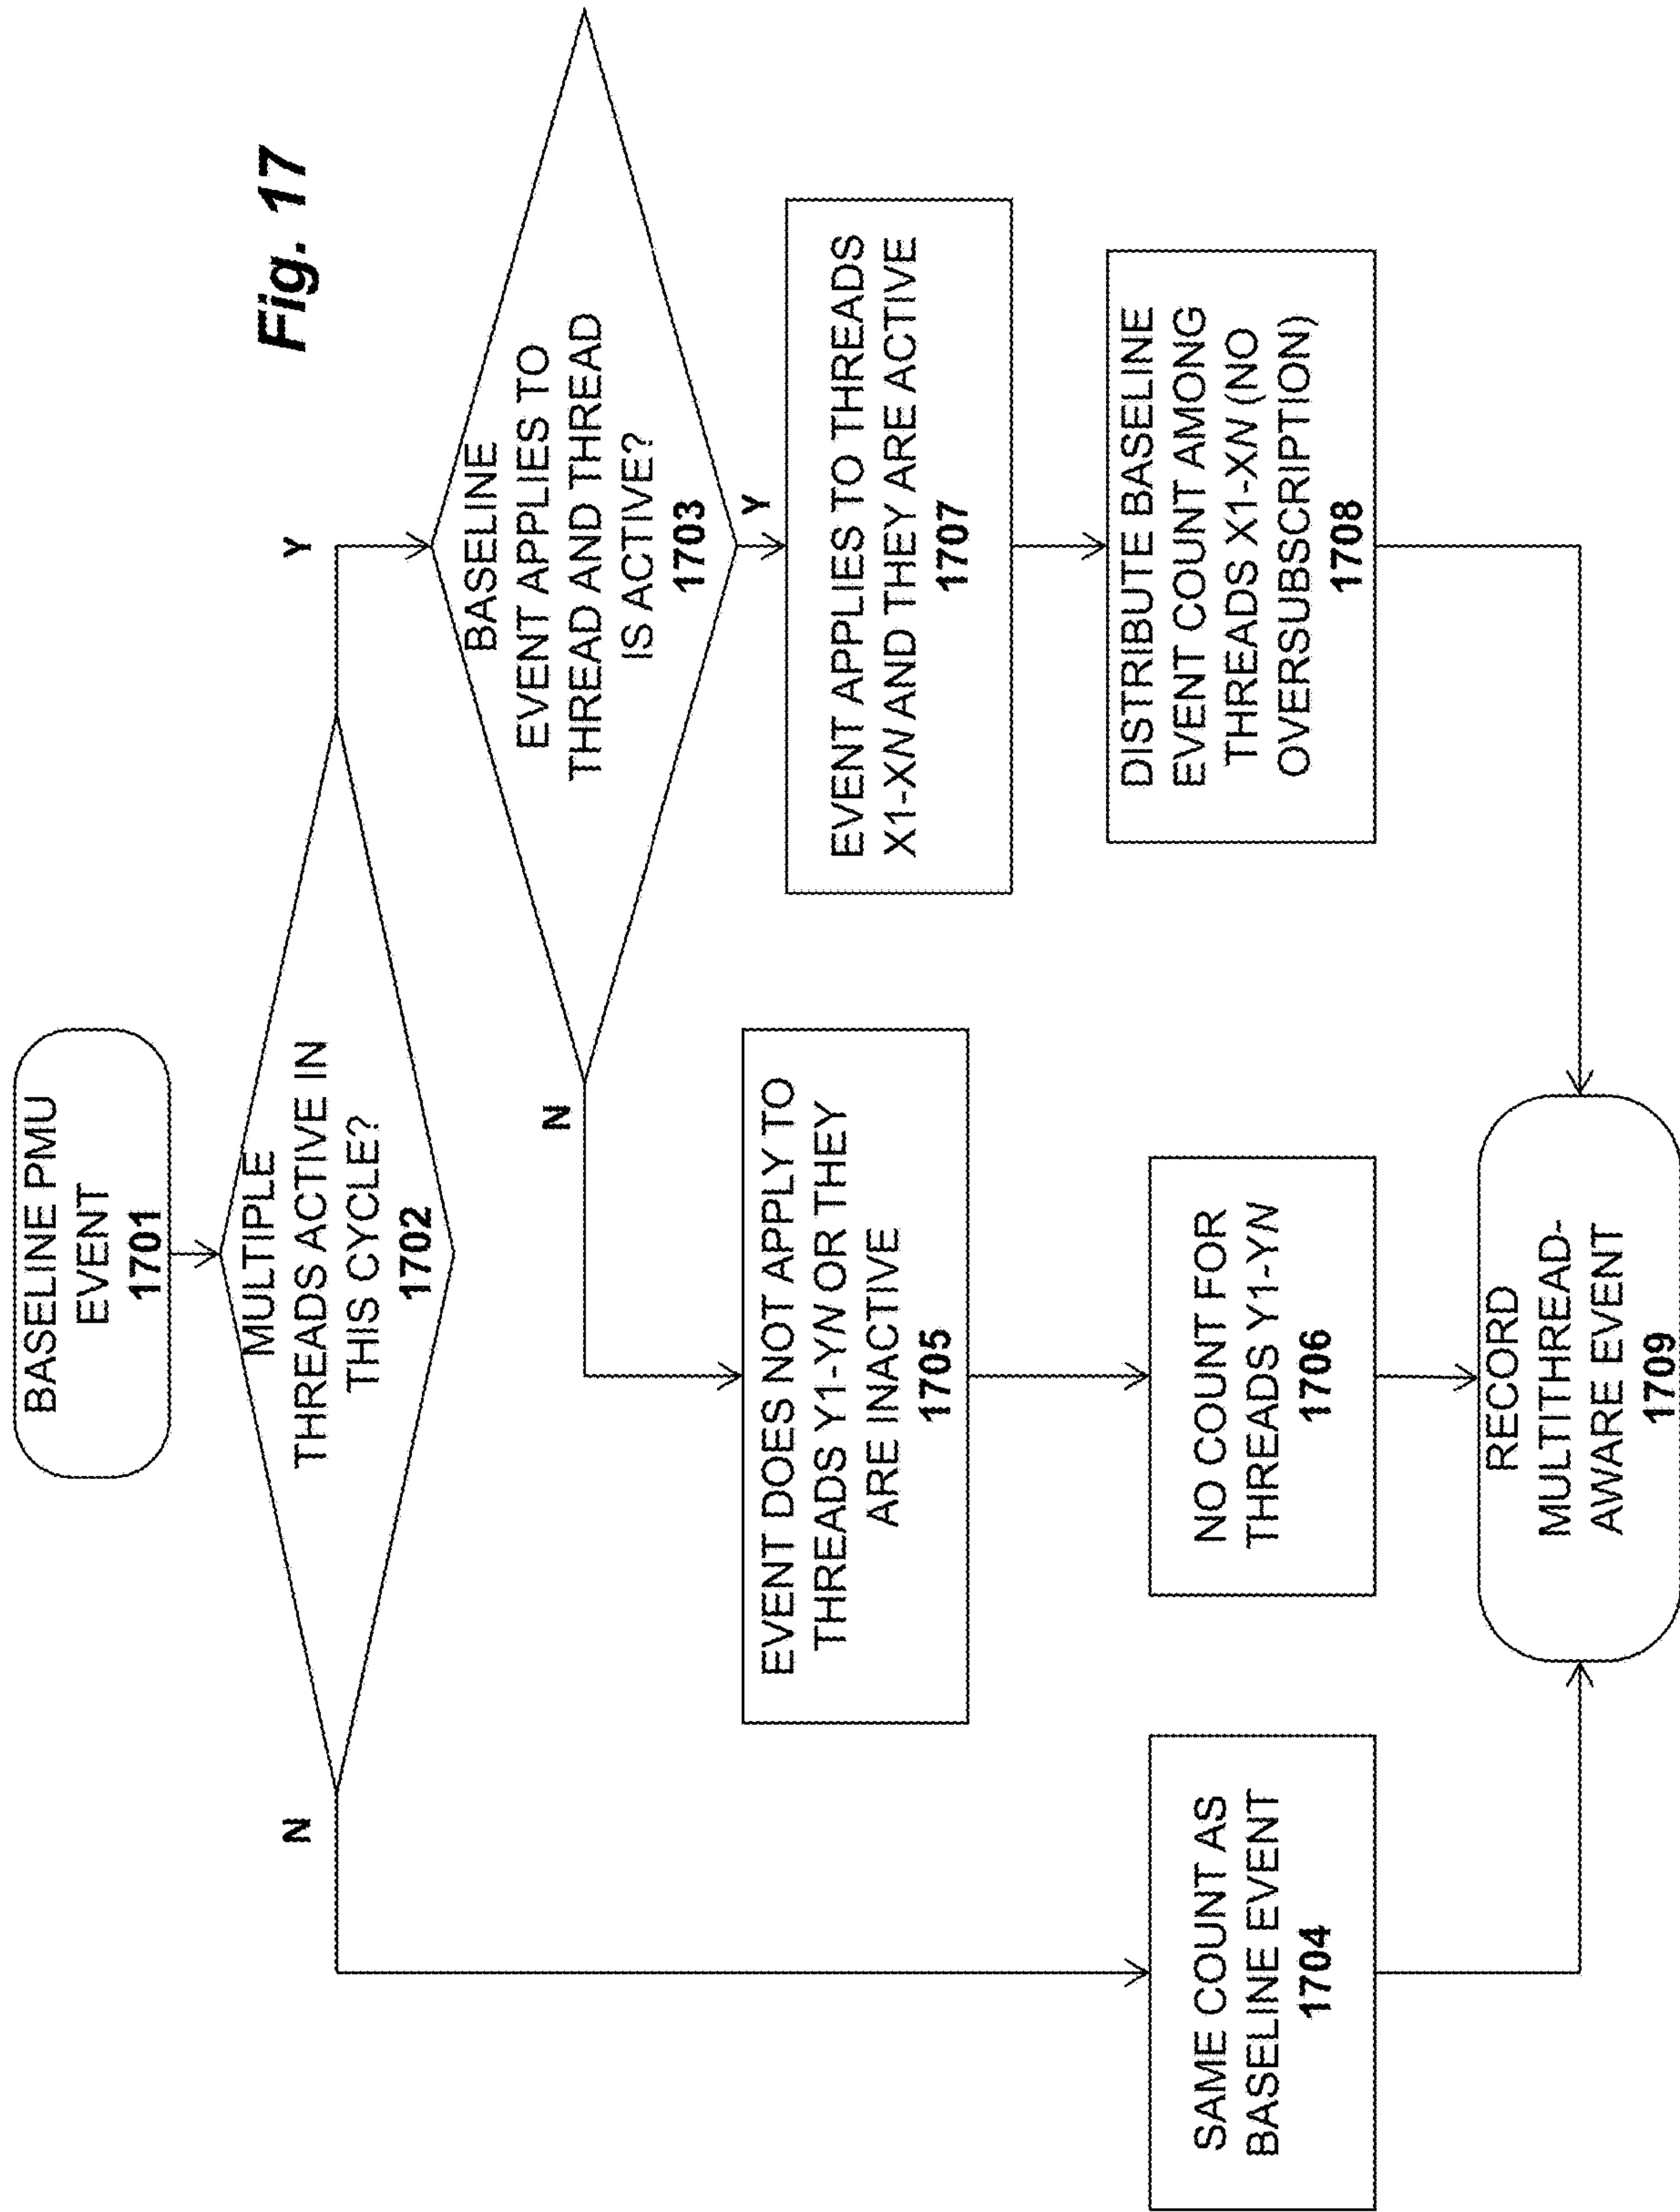 Fig. 17
BASELINE PMU
EVENT
1701
MULTIPLE
THREADS ACTIVE IN
THIS CYCLE?
1702
N
Y
BASELINE
EVENT APPLIES TO
THREAD AND THREAD
IS ACTIVE?
1703
N
Y
EVENT DOES NOT APPLY TO
THREADS Y1-YN OR THEY
ARE INACTIVE
1705
EVENT APPLIES TO THREADS
X1-XN AND THEY ARE ACTIVE
1707
SAME COUNT AS
BASELINE EVENT
1704
NO COUNT FOR
THREADS Y1-YN
1706
DISTRIBUTE BASELINE
EVENT COUNT AMONG
THREADS X1-XN (NO
OVERSUBSCRIPTION)
1708
RECORD
MULTITHREAD-
AWARE EVENT
1709